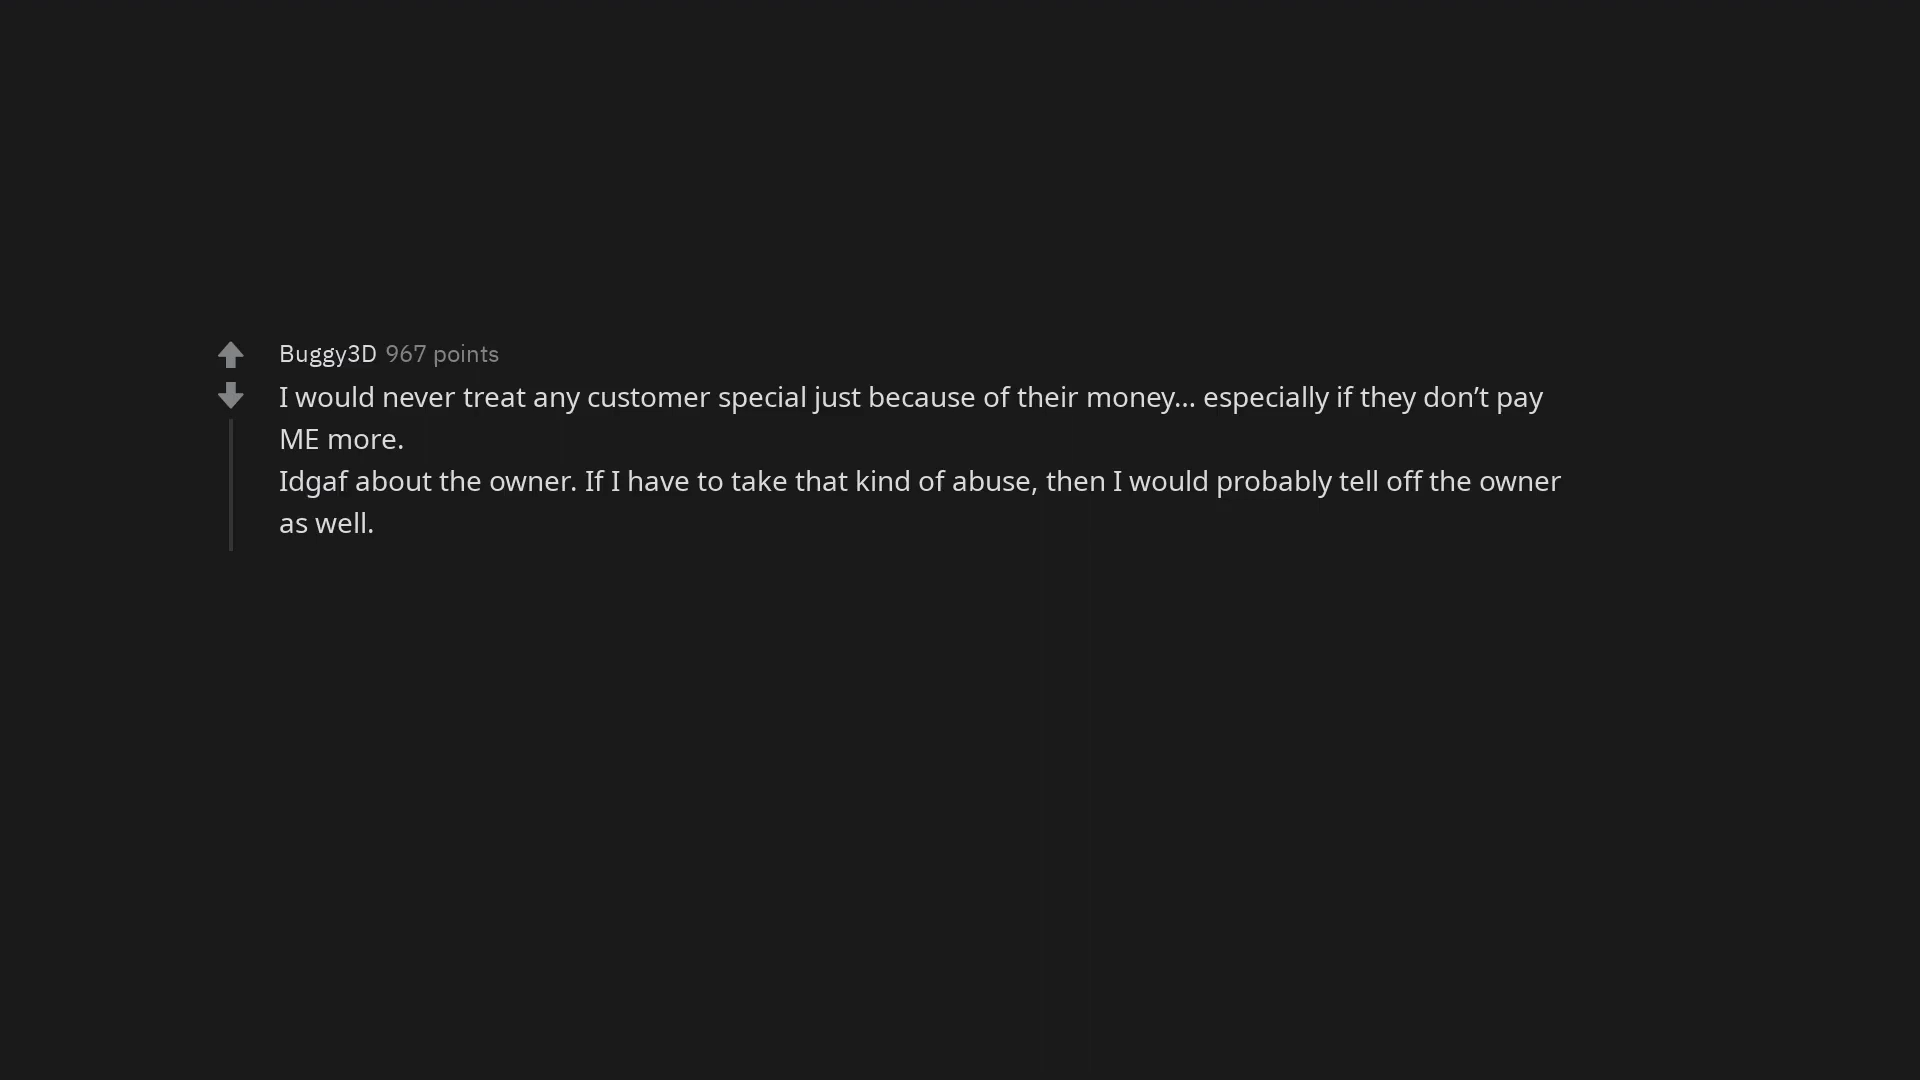 Buggy3D 967 points
I would never treat any customer special just because of their money... especially if they don’t pay
ME more.
Idgaf about the owner. If I have to take that kind of abuse, then I would probably tell off the owner
as well.